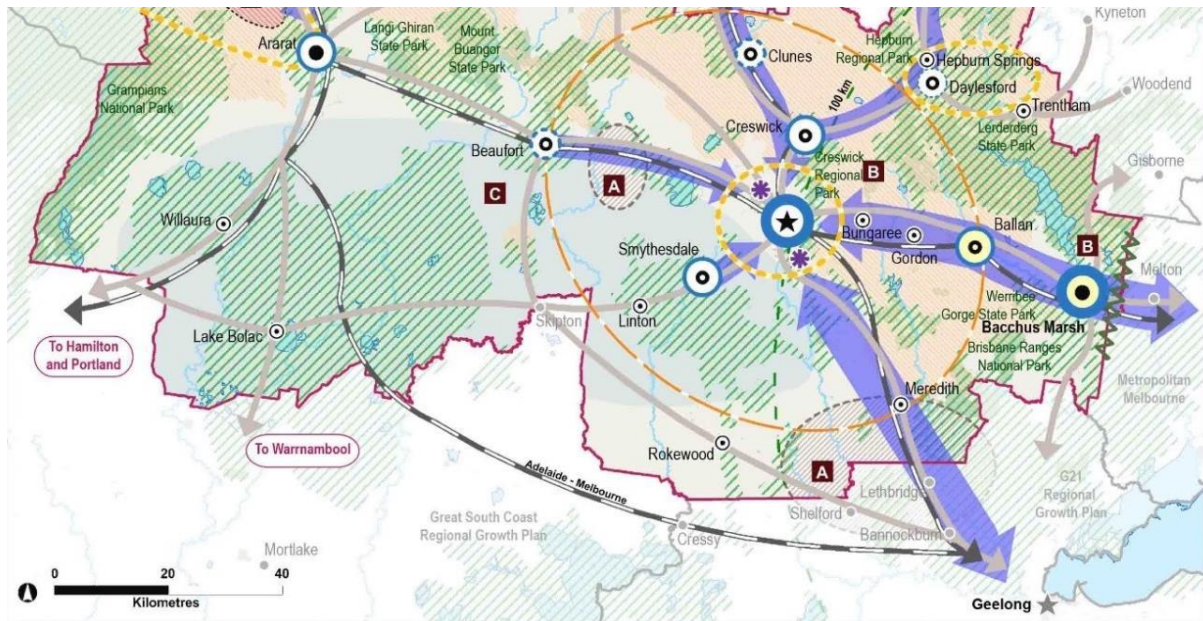 Kyneton
Ararat
Langi Ghiran
State Park
Mount
Buangor
State Park
Clunes
Hepburn
Regional Park
Hepburn Springs
Daylesford
Woodend
Grampians
National Park
100 km
Trentham
Creswick
Lerderderg
State Park
Beaufort
Creswick
Regional
Park
Gisborne
A
B
C
Willaura
Smythesdale
Bungaree
Gordon
Ballan
B
Melton
Linton
Skipton
Werribee
Gorge State Park
Bacchus Marsh
Brisbane Ranges
National Park
Lake Bolac
To Hamilton
and Portland
Meredith
Metropolitan
Melbourne
To Warrnambool
Rokewood
A
Adelaide - Melbourne
Lethbridge
G21
Regional
Growth Plan
Shelford
Great South Coast
Regional Growth Plan
Cressy
Bannockburn
Mortlake
0 20 40
Kilometres
Geelong